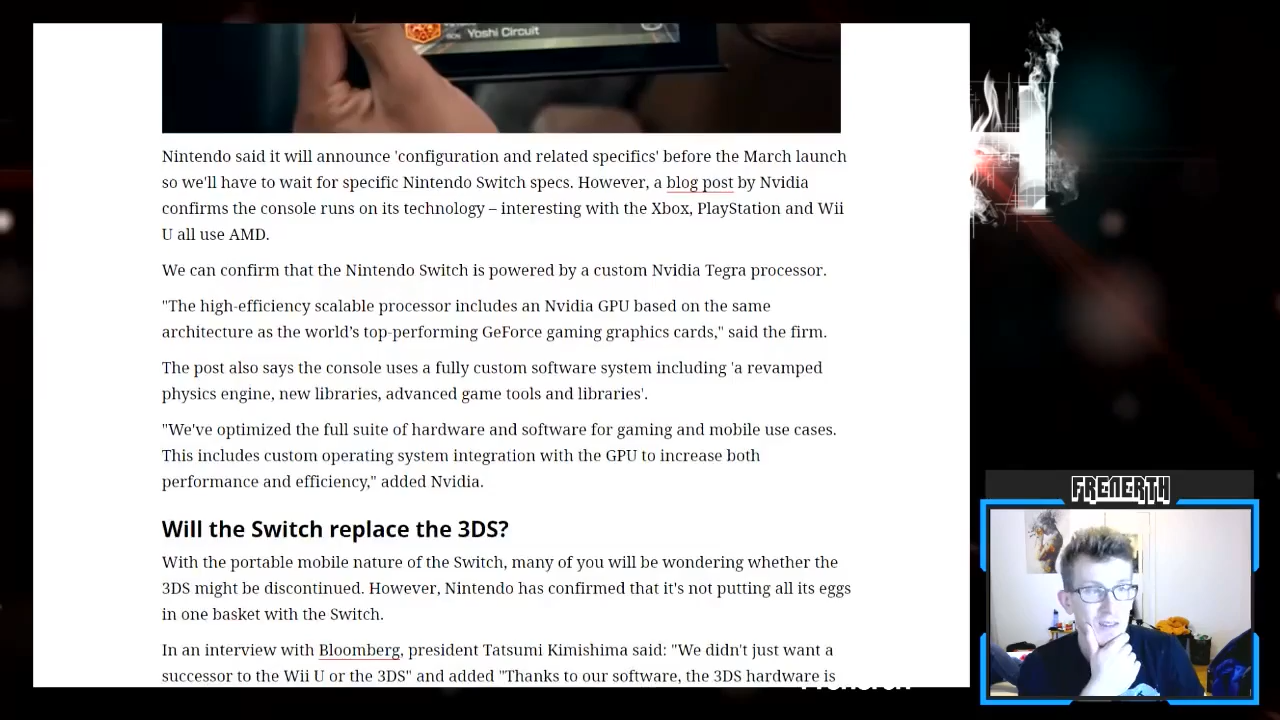 Yoshi Circuit
Nintendo said it will announce 'configuration and related specifics' before the March launch
so we'll have to wait for specific Nintendo Switch specs. However, a blog post by Nvidia
confirms the console runs on its technology – interesting with the Xbox, PlayStation and Wii
U all use AMD.
We can confirm that the Nintendo Switch is powered by a custom Nvidia Tegra processor.
"The high-efficiency scalable processor includes an Nvidia GPU based on the same
architecture as the world's top-performing GeForce gaming graphics cards," said the firm.
The post also says the console uses a fully custom software system including 'a revamped
physics engine, new libraries, advanced game tools and libraries'.
"We've optimized the full suite of hardware and software for gaming and mobile use cases.
This includes custom operating system integration with the GPU to increase both
performance and efficiency," added Nvidia.
Will the Switch replace the 3DS?
With the portable mobile nature of the Switch, many of you will be wondering whether the
3DS might be discontinued. However, Nintendo has confirmed that it's not putting all its eggs
in one basket with the Switch.
In an interview with Bloomberg, president Tatsumi Kimishima said: "We didn't just want a
successor to the Wii U or the 3DS" and added "Thanks to our software, the 3DS hardware is
FRENERTH